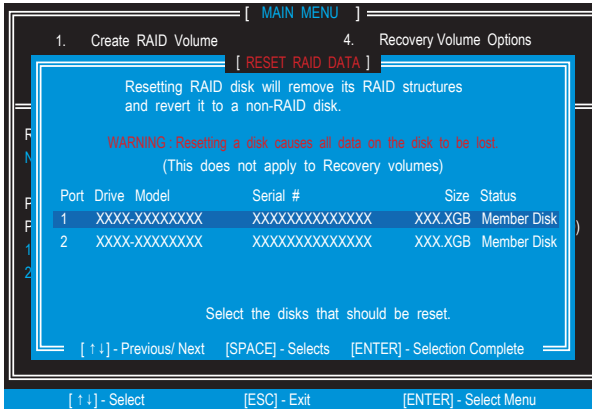 [ MAIN MENU ]
1. Create RAID Volume 4. Recovery Volume Options
[ RESET RAID DATA ]
Resetting RAID disk will remove its RAID structures
and revert it to a non-RAID disk.
WARNING : Resetting a disk causes all data on the disk to be lost.
(This does not apply to Recovery volumes)
Port Drive Model Serial # Size Status
1 XXXX-XXXXXXXX XXXXXXXXXXXXXX XXX.XGB Member Disk
2 XXXX-XXXXXXXX XXXXXXXXXXXXXX XXX.XGB Member Disk
Select the disks that should be reset.
[ ↑↓] - Previous/ Next [SPACE] - Selects [ENTER] - Selection Complete
[ ↑↓] - Select [ESC] - Exit [ENTER] - Select Menu